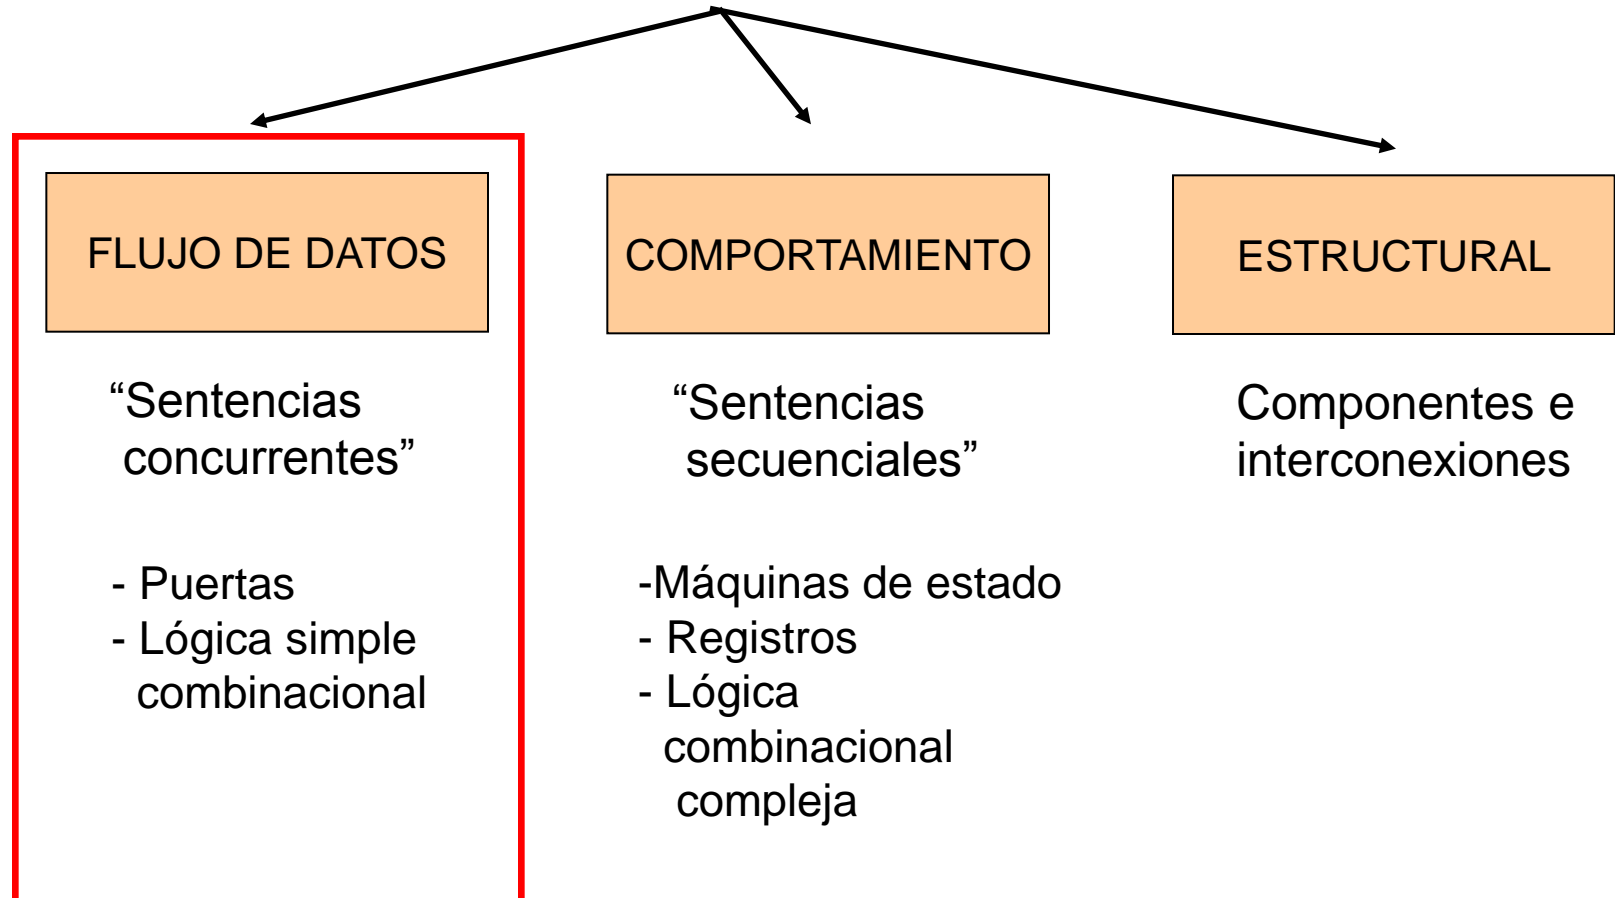 FLUJO DE DATOS
“Sentencias
concurrentes”
- Puertas
- Lógica simple
combinacional
COMPORTAMIENTO
“Sentencias
secuenciales”
-Máquinas de estado
- Registros
- Lógica
combinacional
compleja
ESTRUCTURAL
Componentes e
interconexiones